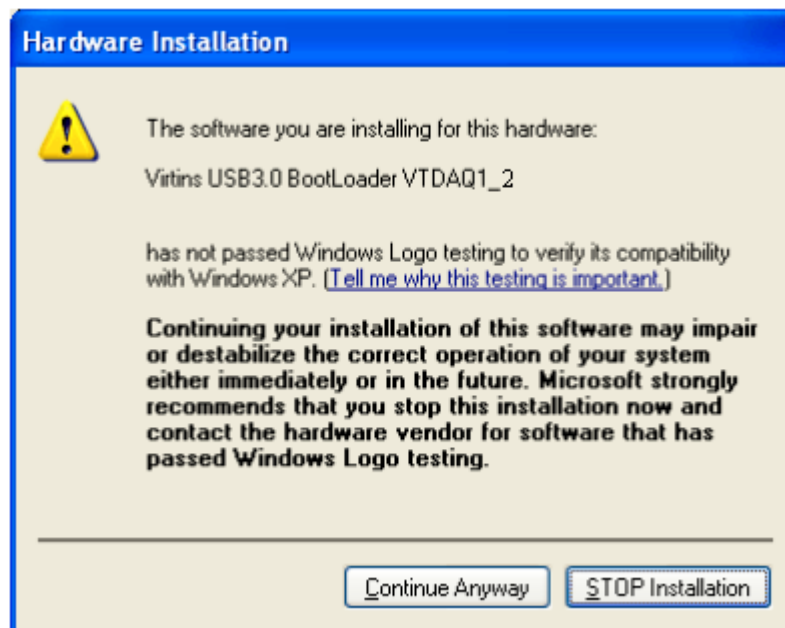 Hardware Installation
The software you are installing for this hardware:
Virtins USB3.0 BootLoader VTDAQ1_2
has not passed Windows Logo testing to verify its compatibility
with Windows XP. (Tell me why this testing is important.)
Continuing your installation of this software may impair
or destabilize the correct operation of your system
either immediately or in the future. Microsoft strongly
recommends that you stop this installation now and
contact the hardware vendor for software that has
passed Windows Logo testing.
Continue Anyway
STOP Installation